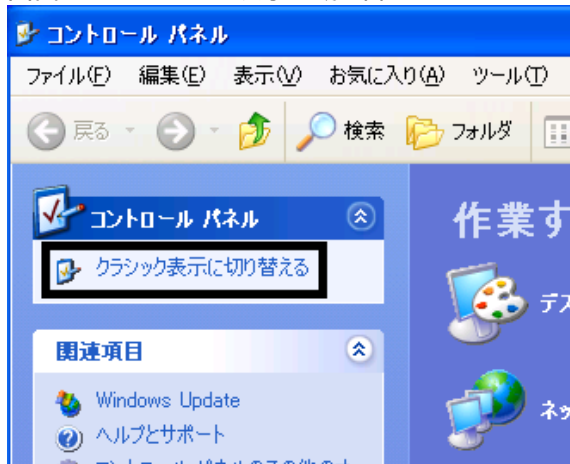 コントロール パネル
ファイル(F) 編集(E) 表示(V) お気に入り(A) ツール(T)
戻る 検索 フォルダ
コントロール パネル
クラシック表示に切り替える
関連項目
Windows Update
ヘルプとサポート
作業す
デス
ネッ